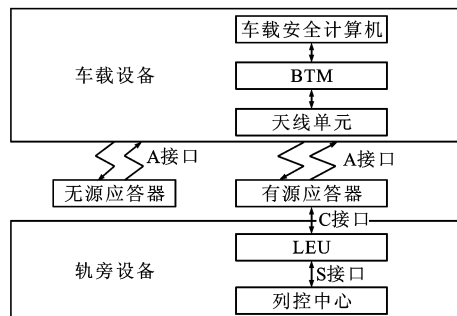 车载安全计算机
车载设备
BTM
天线单元
A接口
A接口
无源应答器
有源应答器
C接口
LEU
轨旁设备
S接口
列控中心